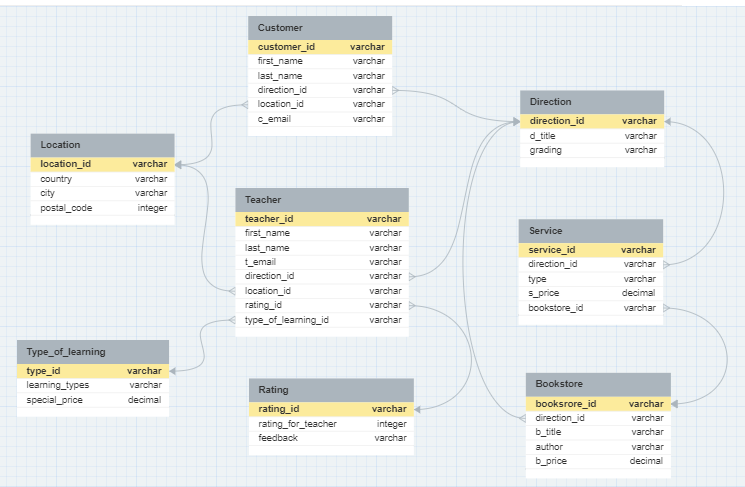 Customer
customer_id varchar
first_name varchar
last_name varchar
direction_id varchar
location_id varchar
c_email varchar
Direction
direction_id varchar
d_title varchar
grading varchar
Location
location_id varchar
country varchar
city varchar
postal_code integer
Teacher
teacher_id varchar
first_name varchar
last_name varchar
t_email varchar
direction_id varchar
location_id varchar
rating_id varchar
type_of_learning_id varchar
Service
service_id varchar
direction_id varchar
type varchar
s_price decimal
bookstore_id varchar
Type_of_learning
type_id varchar
learning_types varchar
special_price decimal
Rating
rating_id varchar
rating_for_teacher integer
feedback varchar
Bookstore
booksrore_id varchar
direction_id varchar
b_title varchar
author varchar
b_price decimal